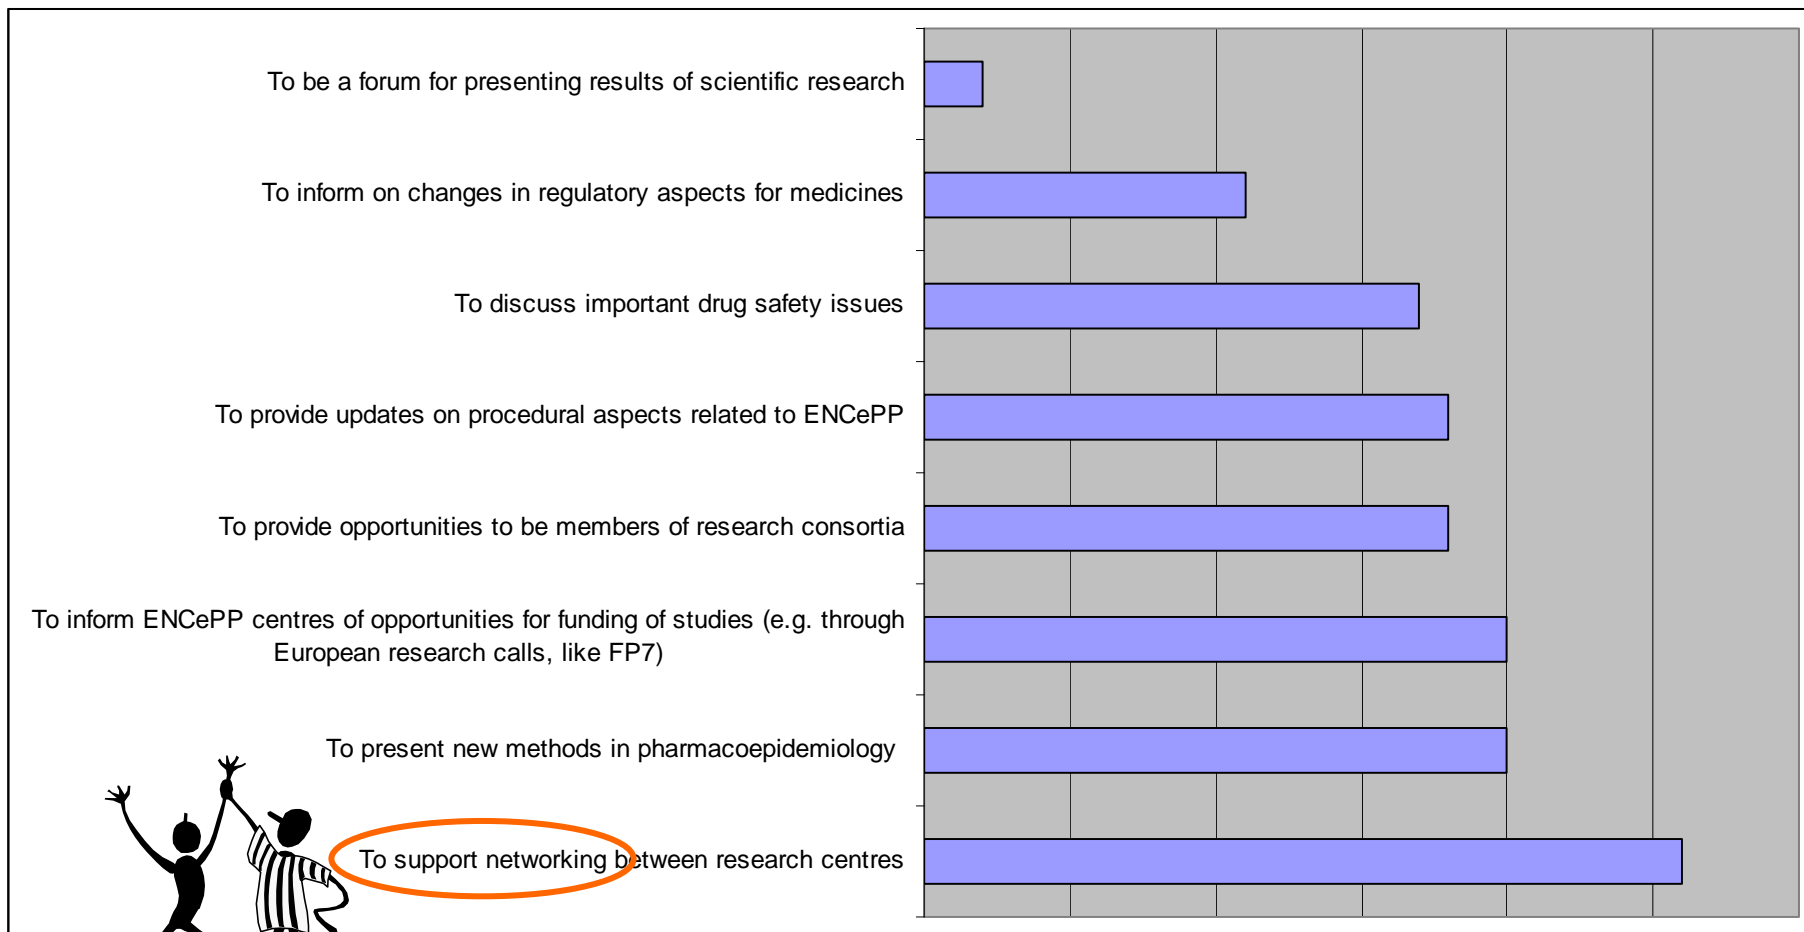 To be a forum for presenting results of scientific research
To inform on changes in regulatory aspects for medicines
To discuss important drug safety issues
To provide updates on procedural aspects related to ENCePP
To provide opportunities to be members of research consortia
To inform ENCePP centres of opportunities for funding of studies (e.g. through
European research calls, like FP7)
To present new methods in pharmacoepidemiology
To support networking between research centres